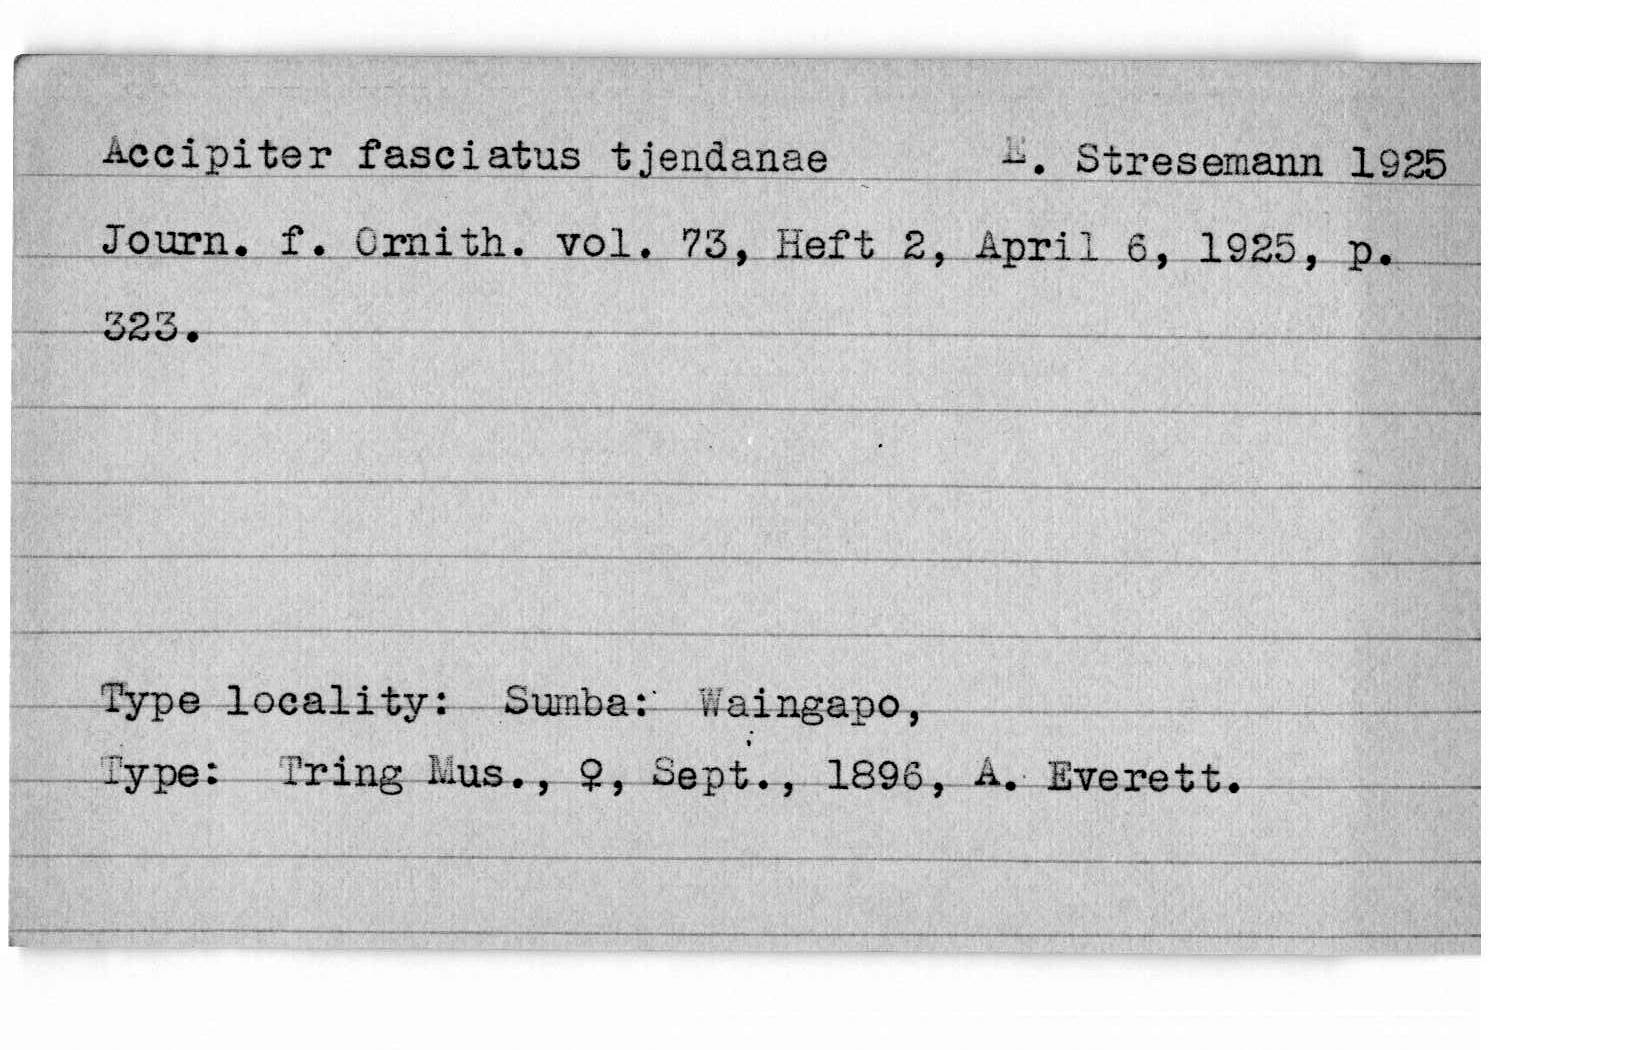 Accipiter fasciatus tjendanae E. Stresemann 1925
Journ. f. Ornith. vol. 73, Heft 2, April 6, 1925, p.
323.
Type locality: Sumba: Waingapo,
Type: Tring Mus., ♀, Sept., 1896, A. Everett.